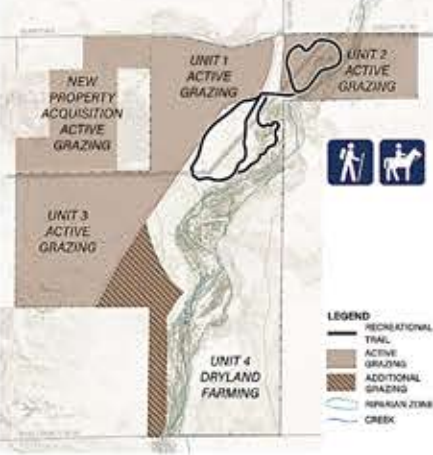 UNIT 1
ACTIVE
GRAZING
UNIT 2
ACTIVE
GRAZING
NEW
PROPERTY
ACQUISITION
ACTIVE
GRAZING
UNIT 3
ACTIVE
GRAZING
UNIT 4
DRYLAND
FARMING
LEGEND
RECREATIONAL
TRAIL
ACTIVE
GRAZING
ADDITIONAL
GRAZING
RIPARIAN ZONE
CREEK